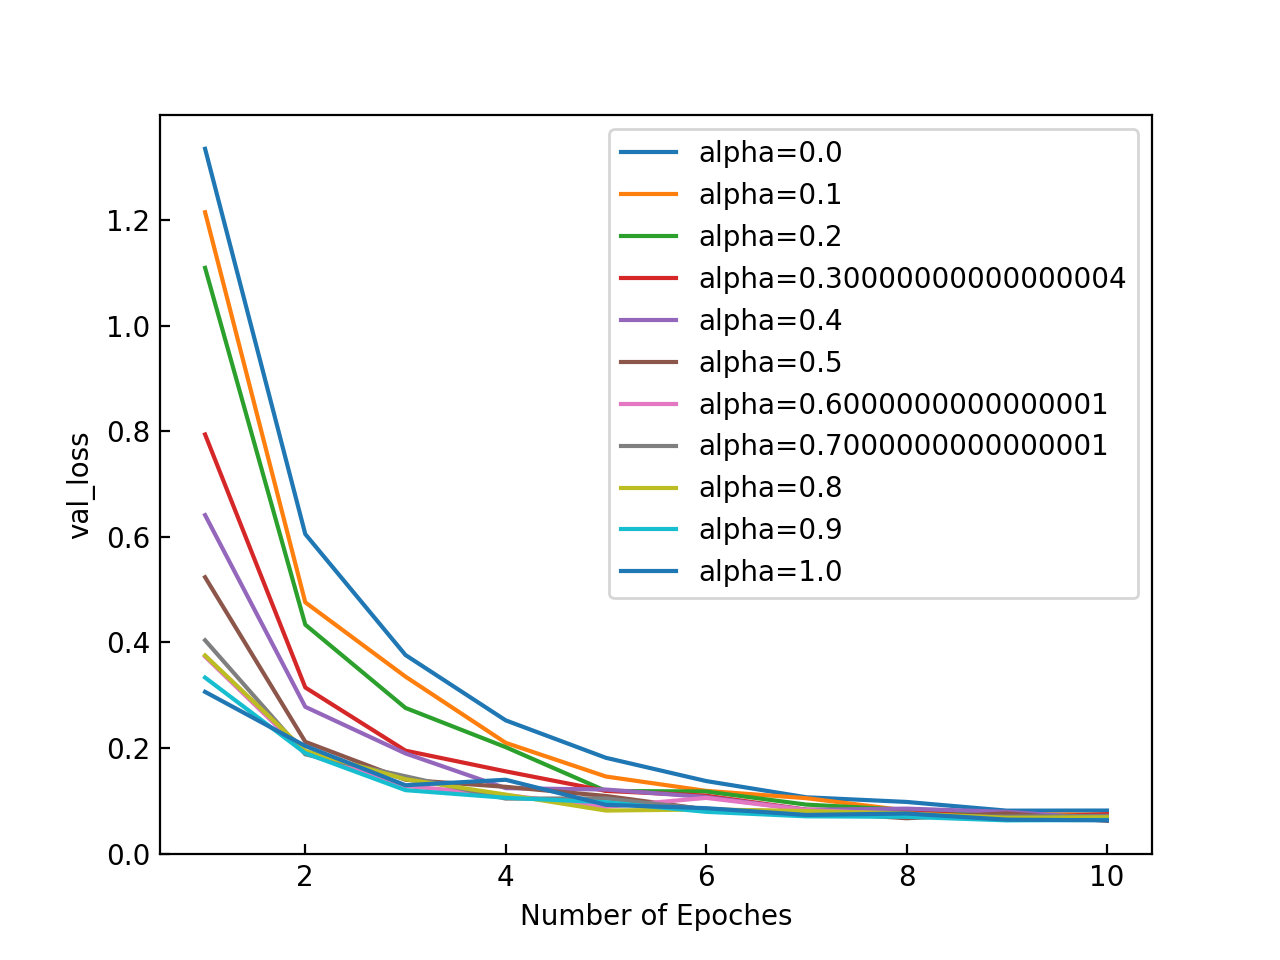 alpha=0.0
alpha=0.1
alpha=0.2
alpha=0.30000000000000004
alpha=0.4
alpha=0.5
alpha=0.6000000000000001
alpha=0.7000000000000001
alpha=0.8
alpha=0.9
alpha=1.0
1.2
1.0
0.8
0.6
0.4
0.2
0.0
val_loss
2 4 6 8 10
Number of Epoches